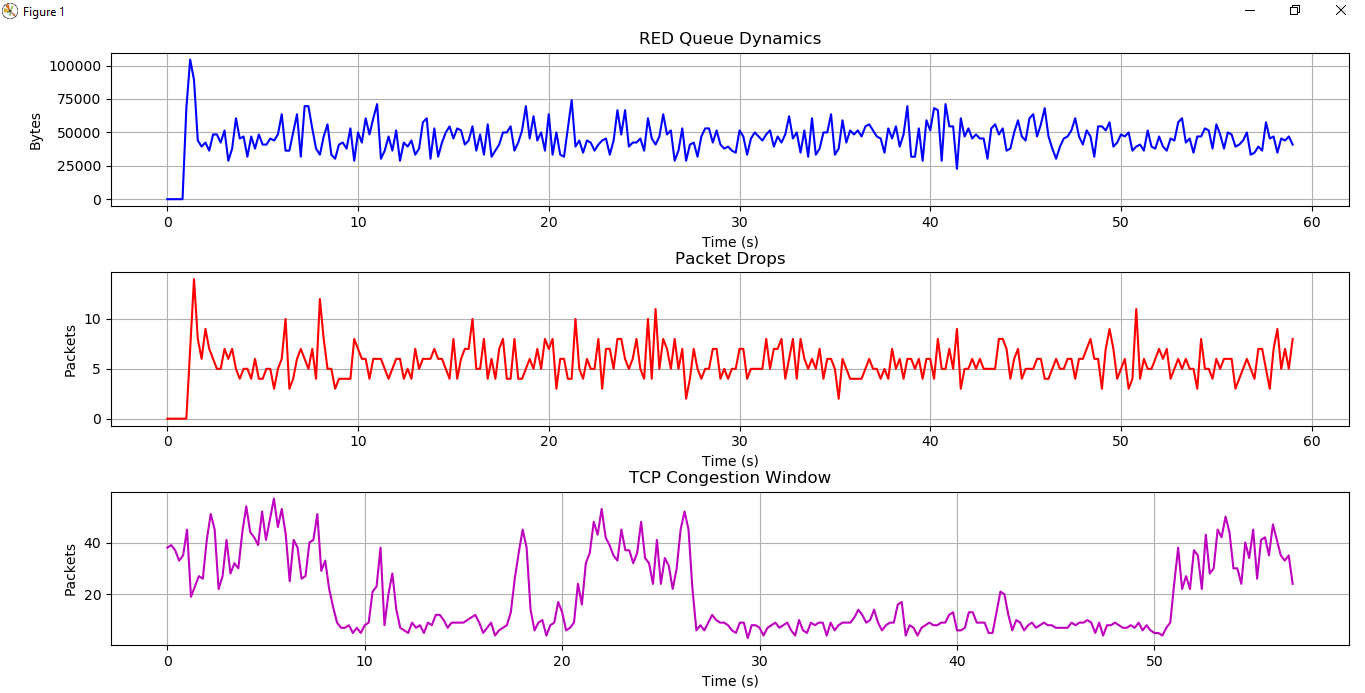 Figure 1
RED Queue Dynamics
100000
75000
50000
25000
0
Bytes
0 10 20 30 40 50 60
Time (s)
Packet Drops
10
5
0
Packets
0 10 20 30 40 50 60
Time (s)
TCP Congestion Window
40
20
Packets
0 10 20 30 40 50
Time (s)